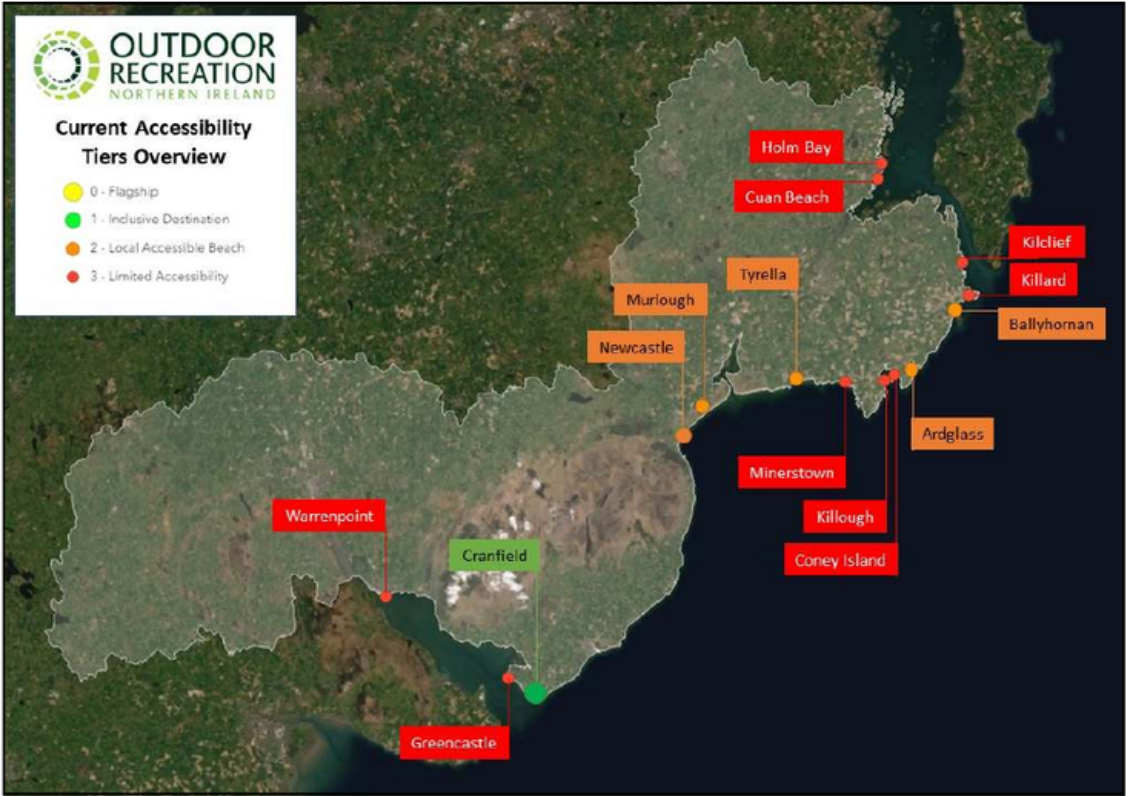 OUTDOOR
RECREATION
NORTHERN IRELAND
Current Accessibility
Tiers Overview
0 - Flagship
1 - Inclusive Destination
2 - Local Accessible Beach
3 - Limited Accessibility
Holm Bay
Cuan Beach
Kilclief
Killard
Tyrella
Murlough
Ballyhornan
Newcastle
Ardglass
Minerstown
Warrenpoint
Killough
Cranfield
Coney Island
Greencastle